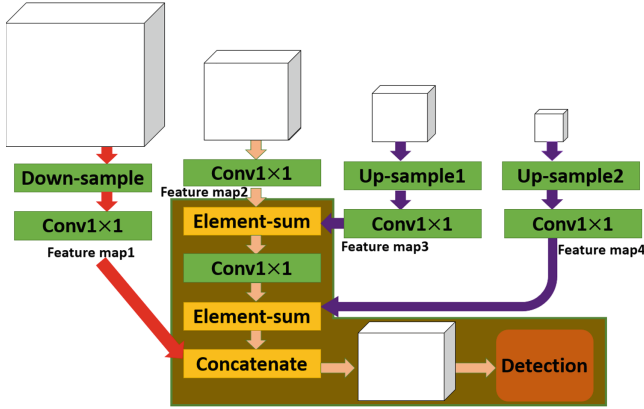 Down-sample
Conv1×1
Feature map1
Conv1×1
Feature map2
Element-sum
Conv1×1
Element-sum
Concatenate
Up-sample1
Conv1×1
Feature map3
Up-sample2
Conv1×1
Feature map4
Detection